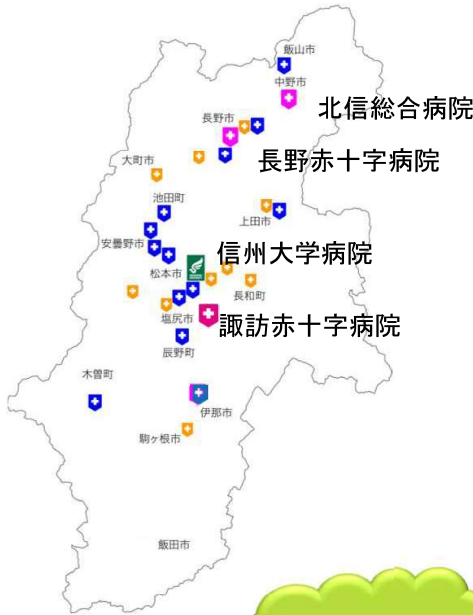 飯山市
中野市
北信総合病院
長野市
長野赤十字病院
大町市
池田町
上田市
安曇野市
信州大学病院
松本市
長和町
塩尻市
諏訪赤十字病院
辰野町
木曽町
伊那市
駒ヶ根市
飯田市